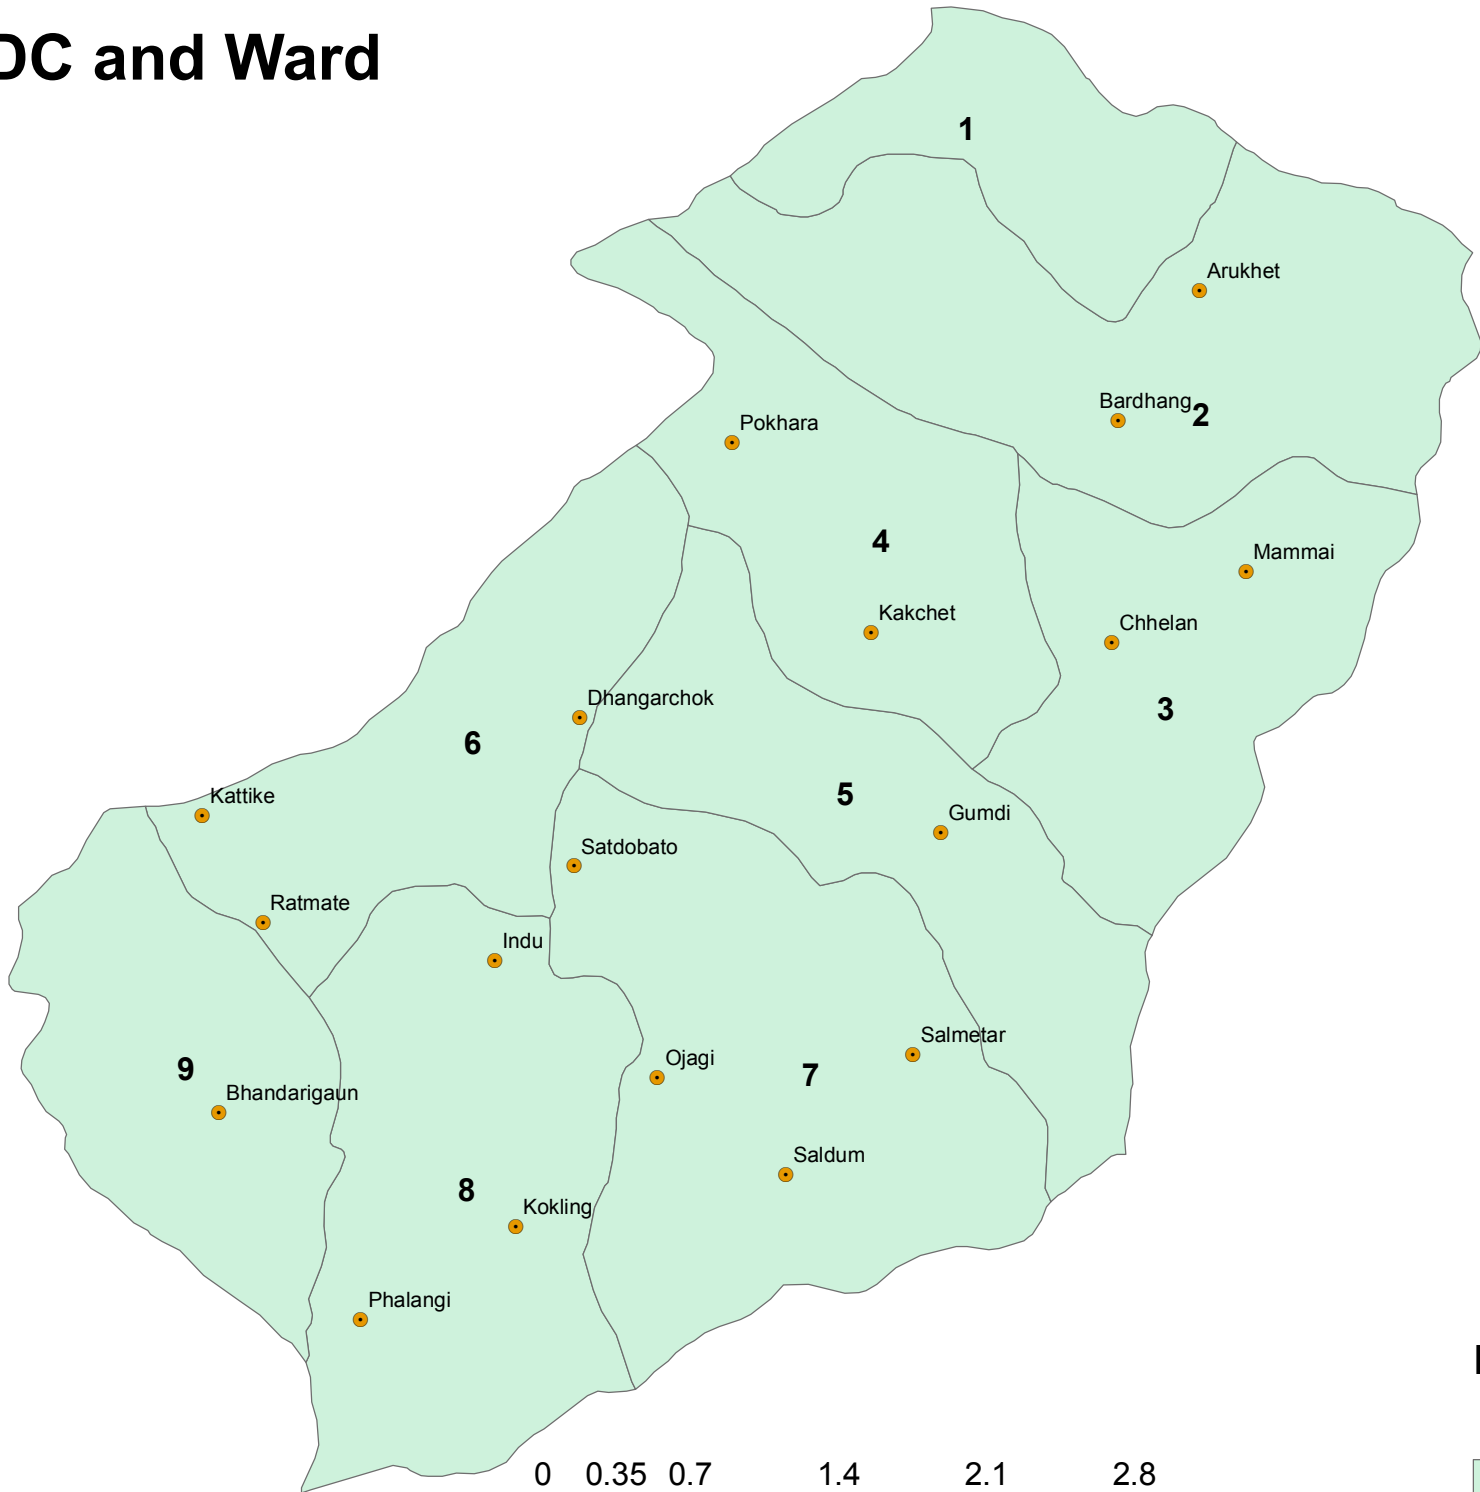 DC and Ward
1
Arukhet
Bardhang
2
Pokhara
4
Mammai
Kakchet
Chhelan
Dhangarchok
3
6
Kattike
5
Gumdi
Satdobato
Ratmate
Indu
Salmetar
Ojagi
9
7
Bhandarigaun
Saldum
8
Kokling
Phalangi
0 0.35 0.7 1.4 2.1 2.8